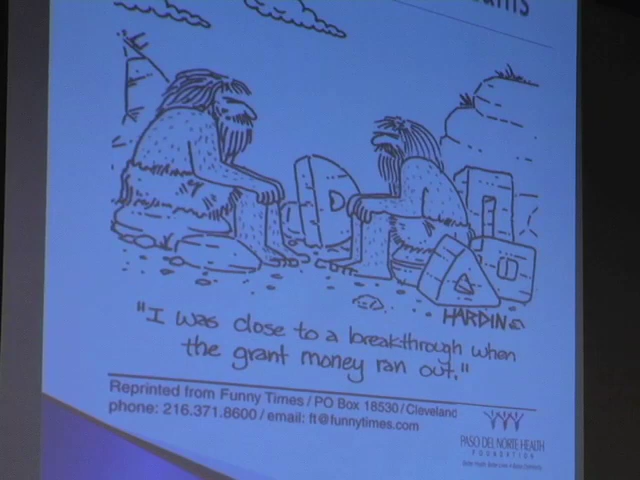 HARDIN
"I was close to a breakthrough when
the grant money ran out."
Reprinted from Funny Times / PO Box 18530 / Cleveland
phone: 216.371.8600 / email: ft@funnytimes.com
PASO DEL NORTE HEALTH
FOUNDATION